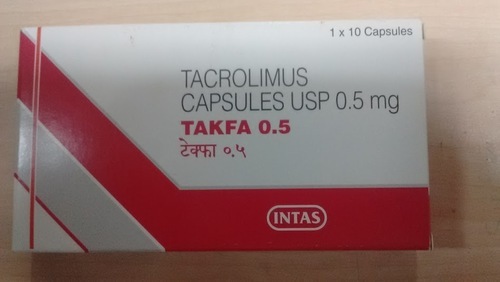 1 x 10 Capsules
TACROLIMUS
CAPSULES USP 0.5 mg
TAKFA 0.5
टेक्फा ०.५
INTAS